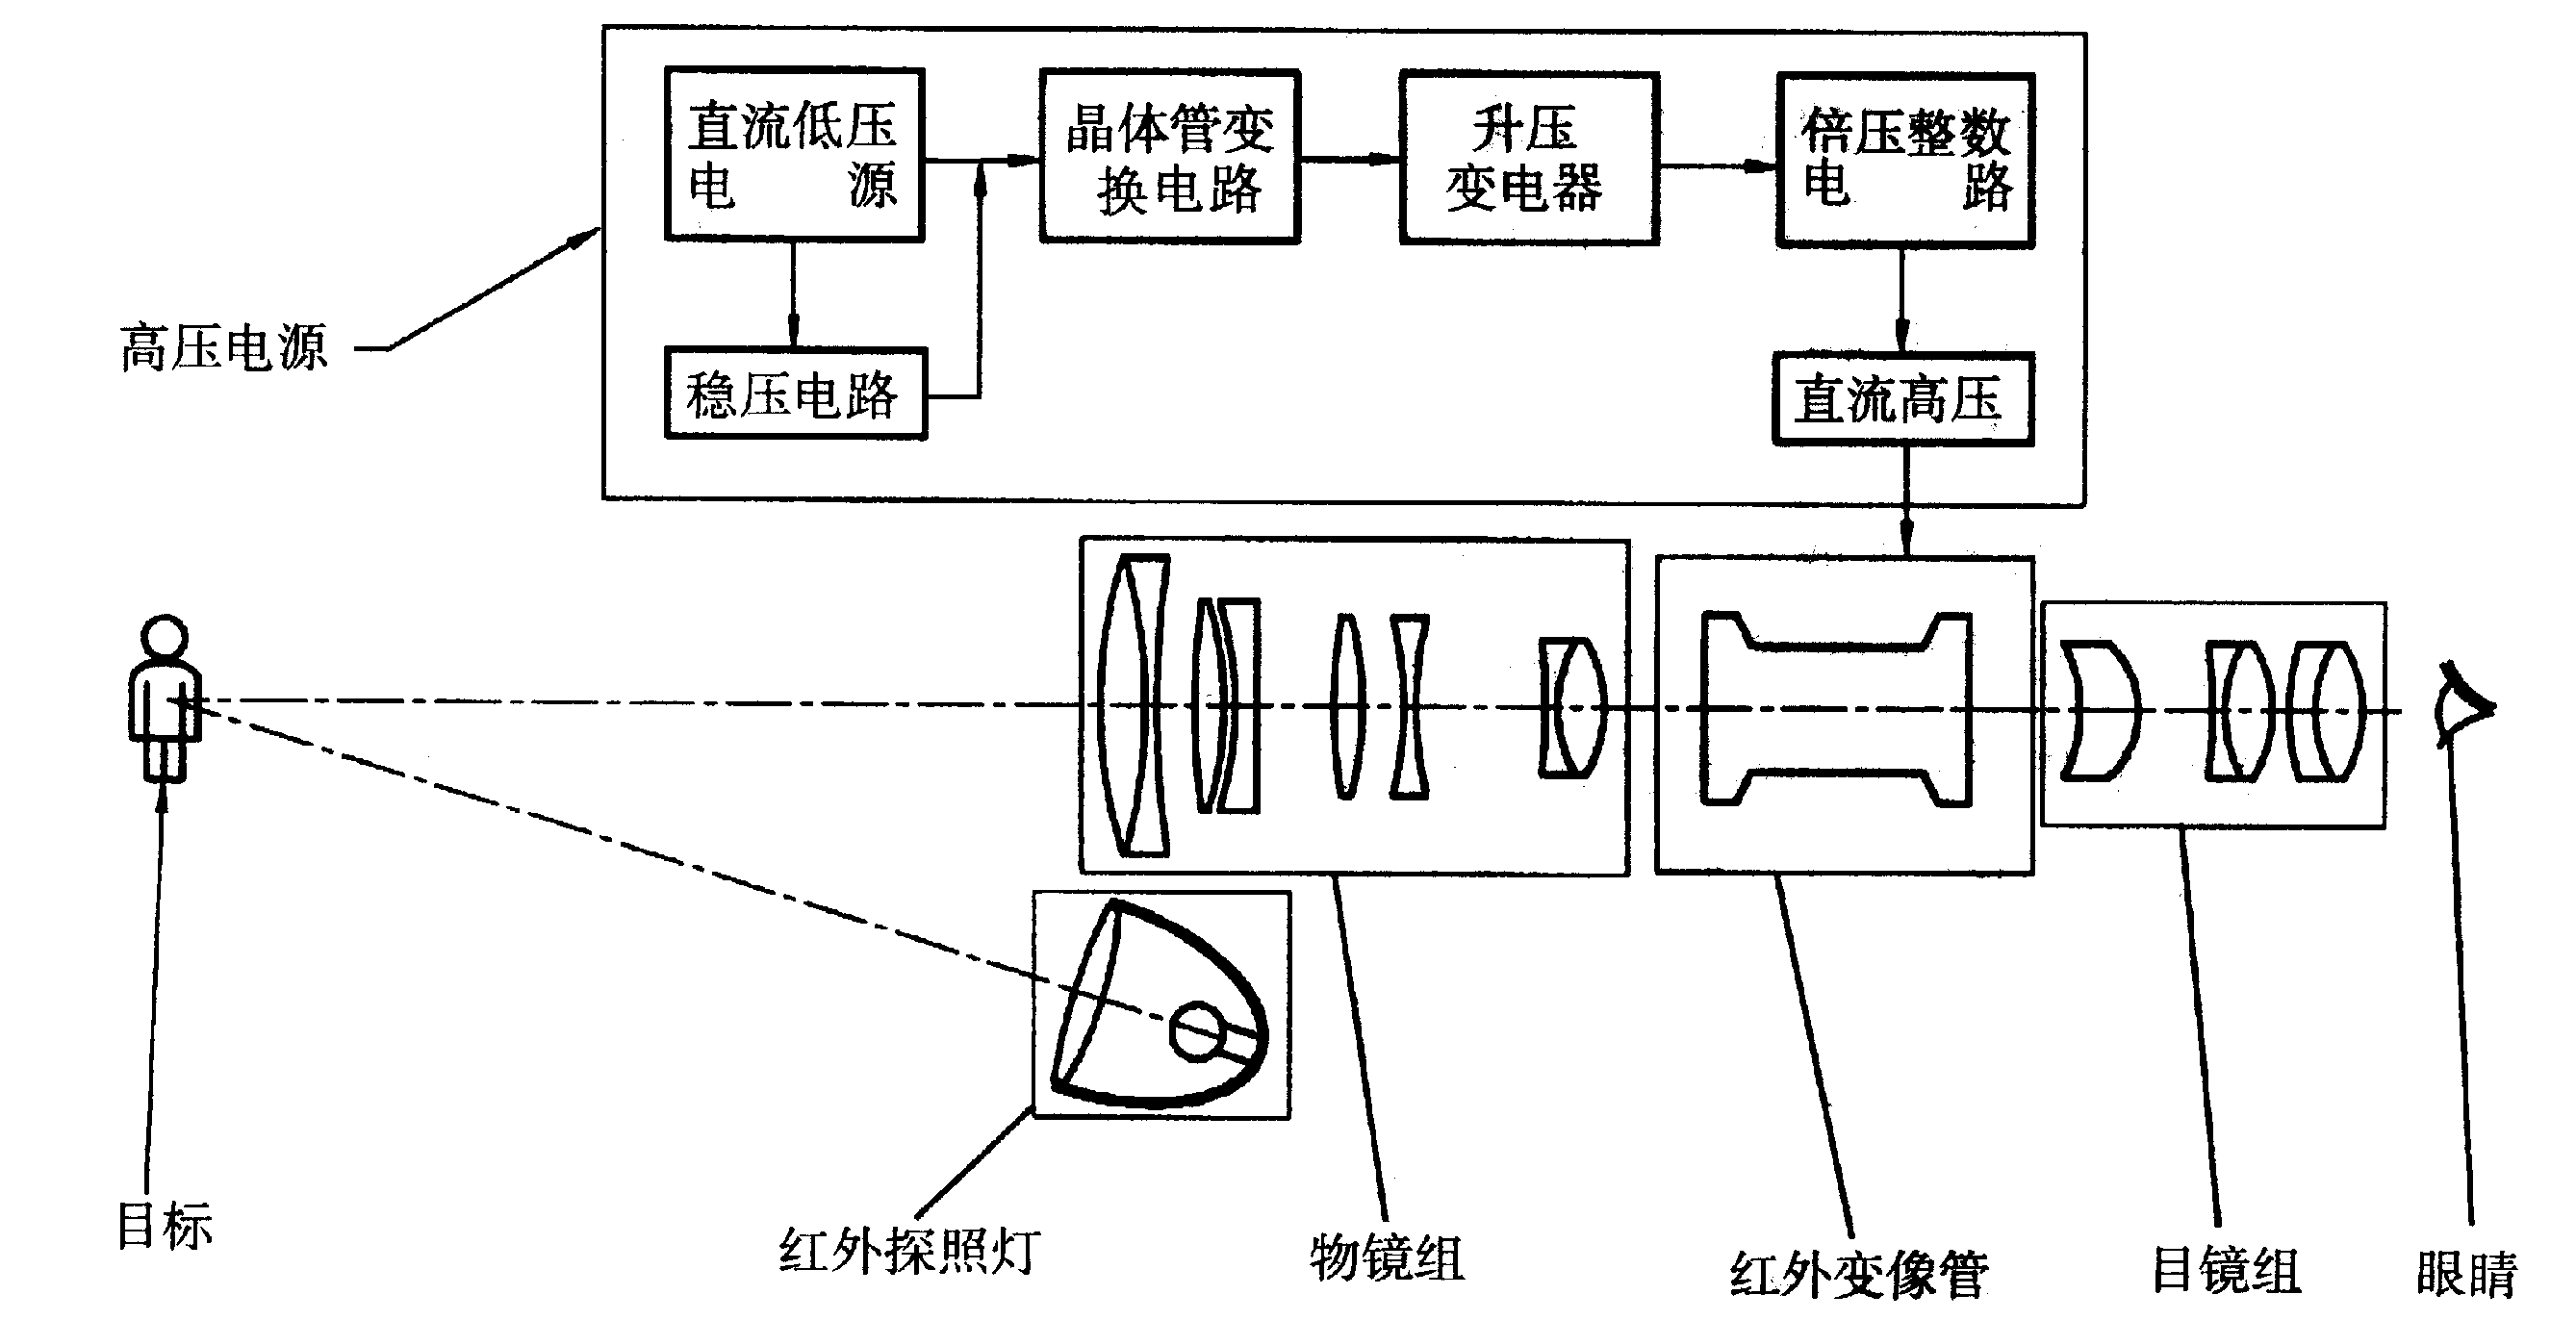 直流低压
电 源
晶体管变
换电路
升压
变电器
倍压整数
电 路
高压电源
稳压电路
直流高压
目标
红外探照灯
物镜组
红外变像管
目镜组
眼睛